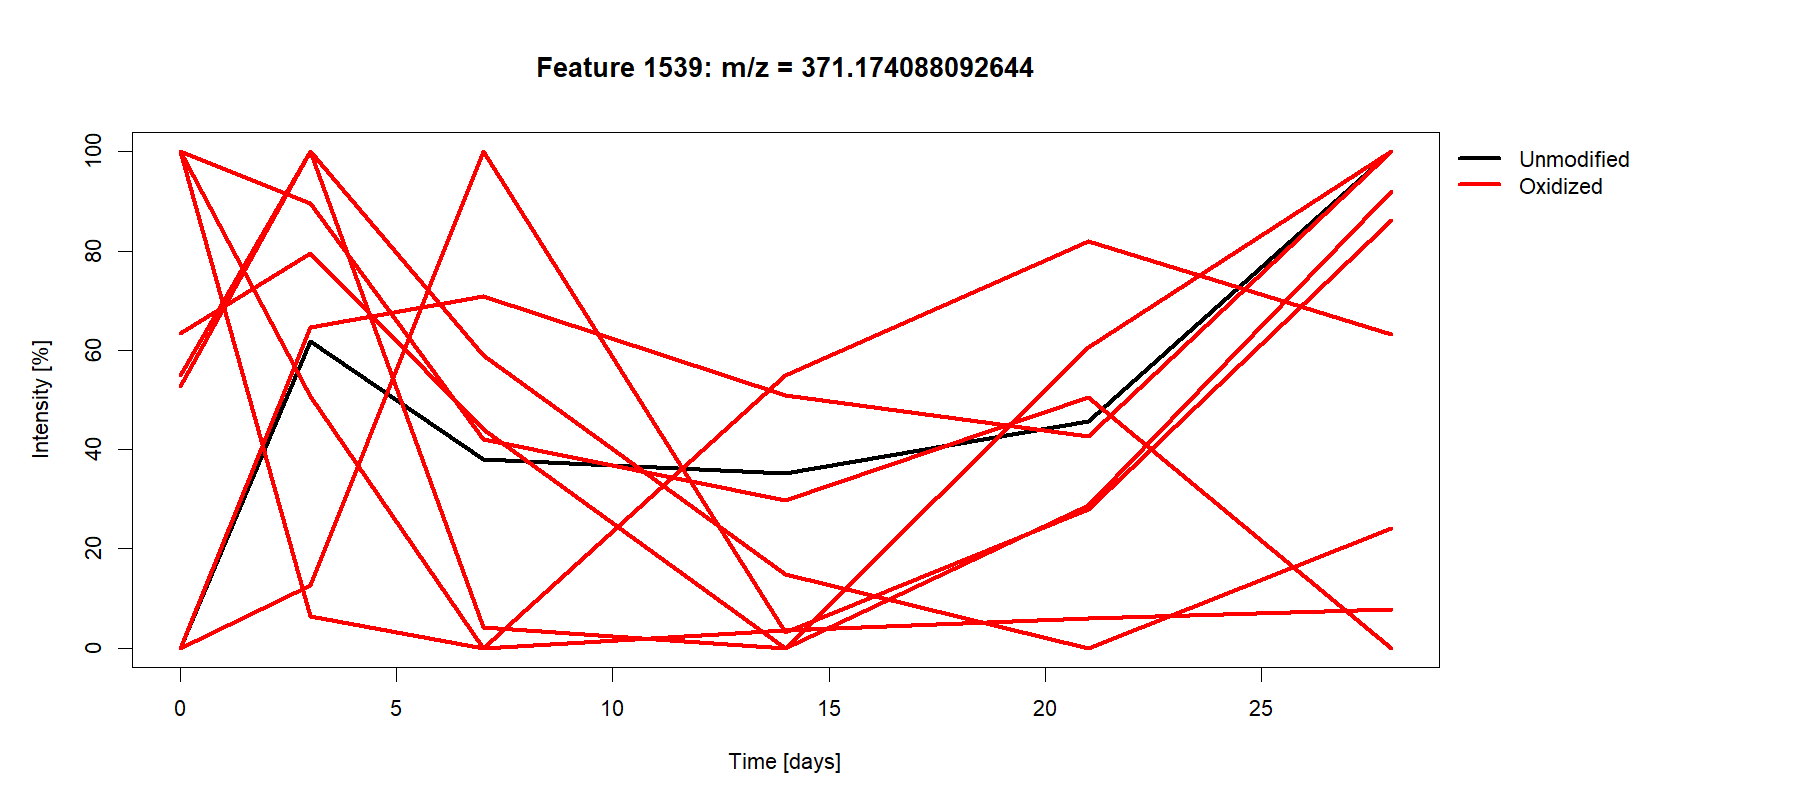 Feature 1539: m/z = 371.174088092644
Unmodified
Oxidized
100
80
60
40
20
0
Intensity [%]
0 5 10 15 20 25
Time [days]